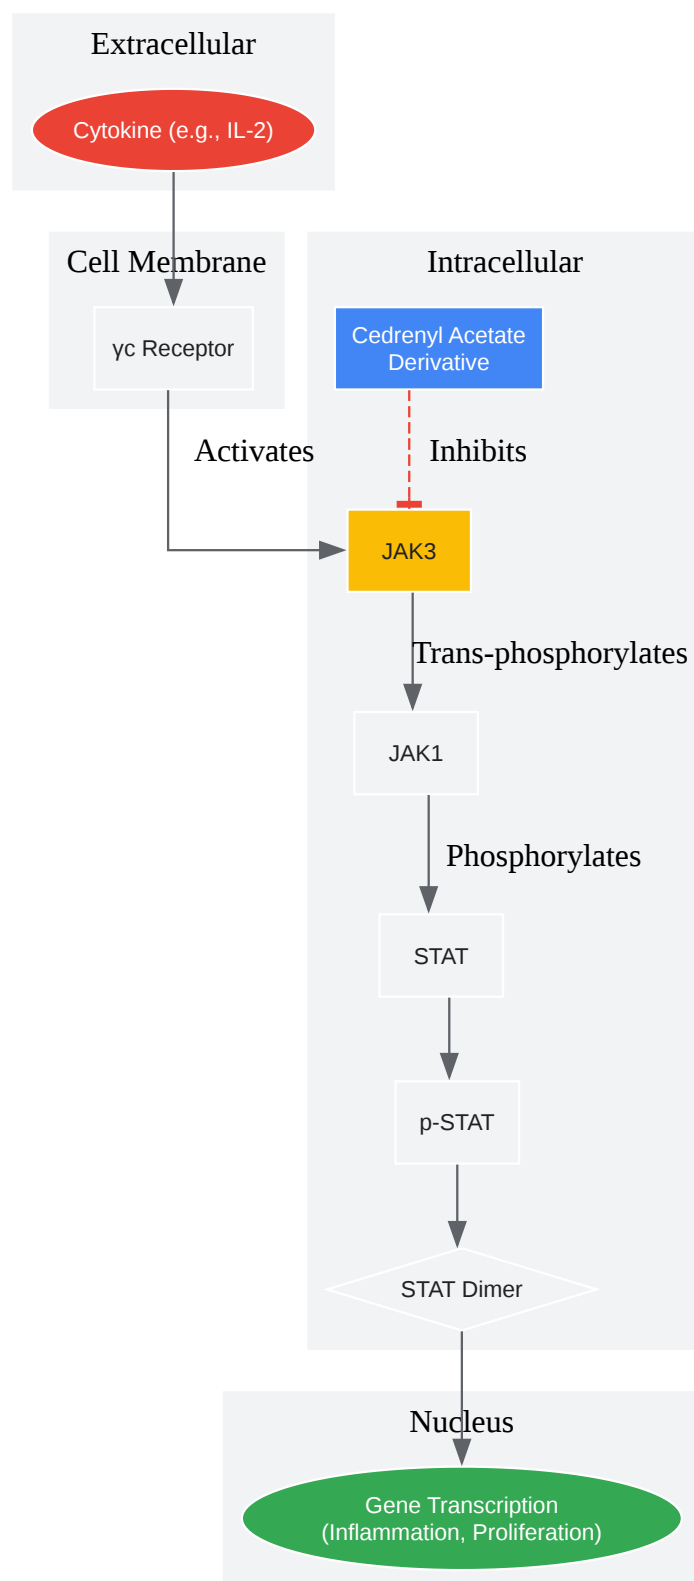 Extracellular
Cytokine (e.g., IL-2)
Cell Membrane
Intracellular
γc Receptor
Cedrenyl Acetate
Derivative
Activates
Inhibits
JAK3
Trans-phosphorylates
JAK1
Phosphorylates
STAT
p-STAT
STAT Dimer
Nucleus
Gene Transcription
(Inflammation, Proliferation)